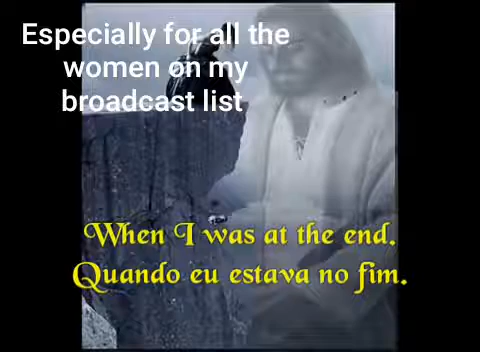 Especially for all the
women on my
broadcast list
When I was at the end.
Quando eu estava no fim.